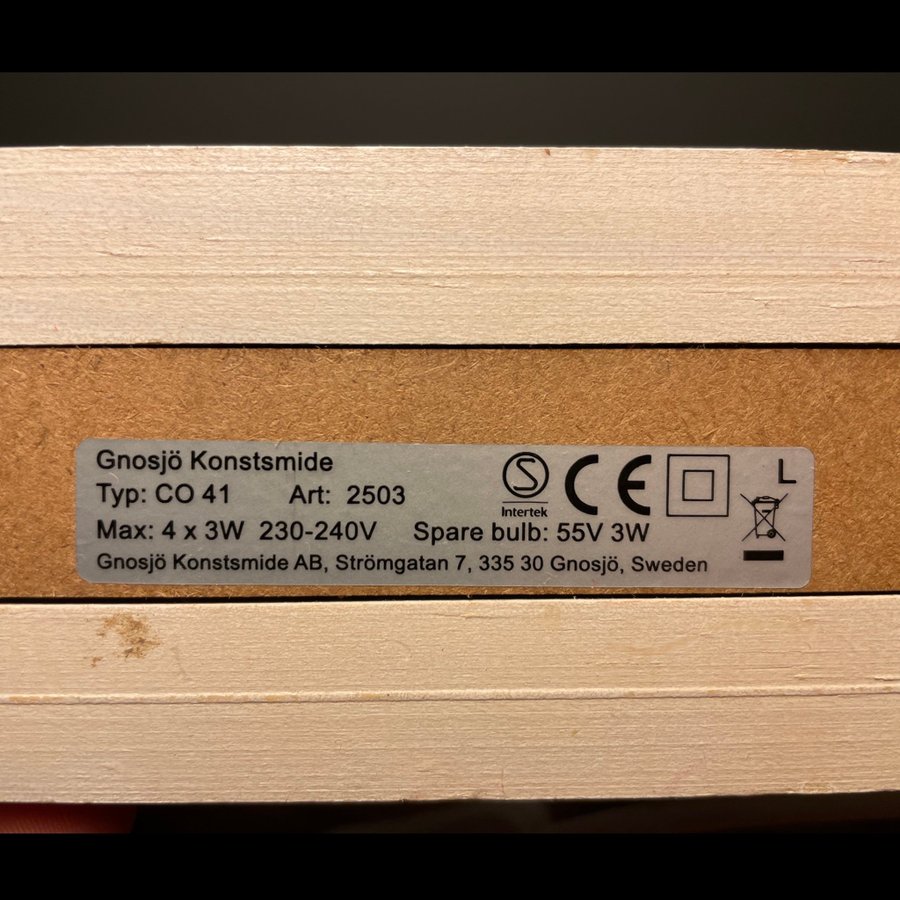 Gnosjö Konstsmide
Typ: CO 41 Art: 2503
Max: 4 x 3W 230-240V Spare bulb: 55V 3W
Gnosjö Konstsmide AB, Strömgatan 7, 335 30 Gnosjö, Sweden
S
Intertek
CE
L